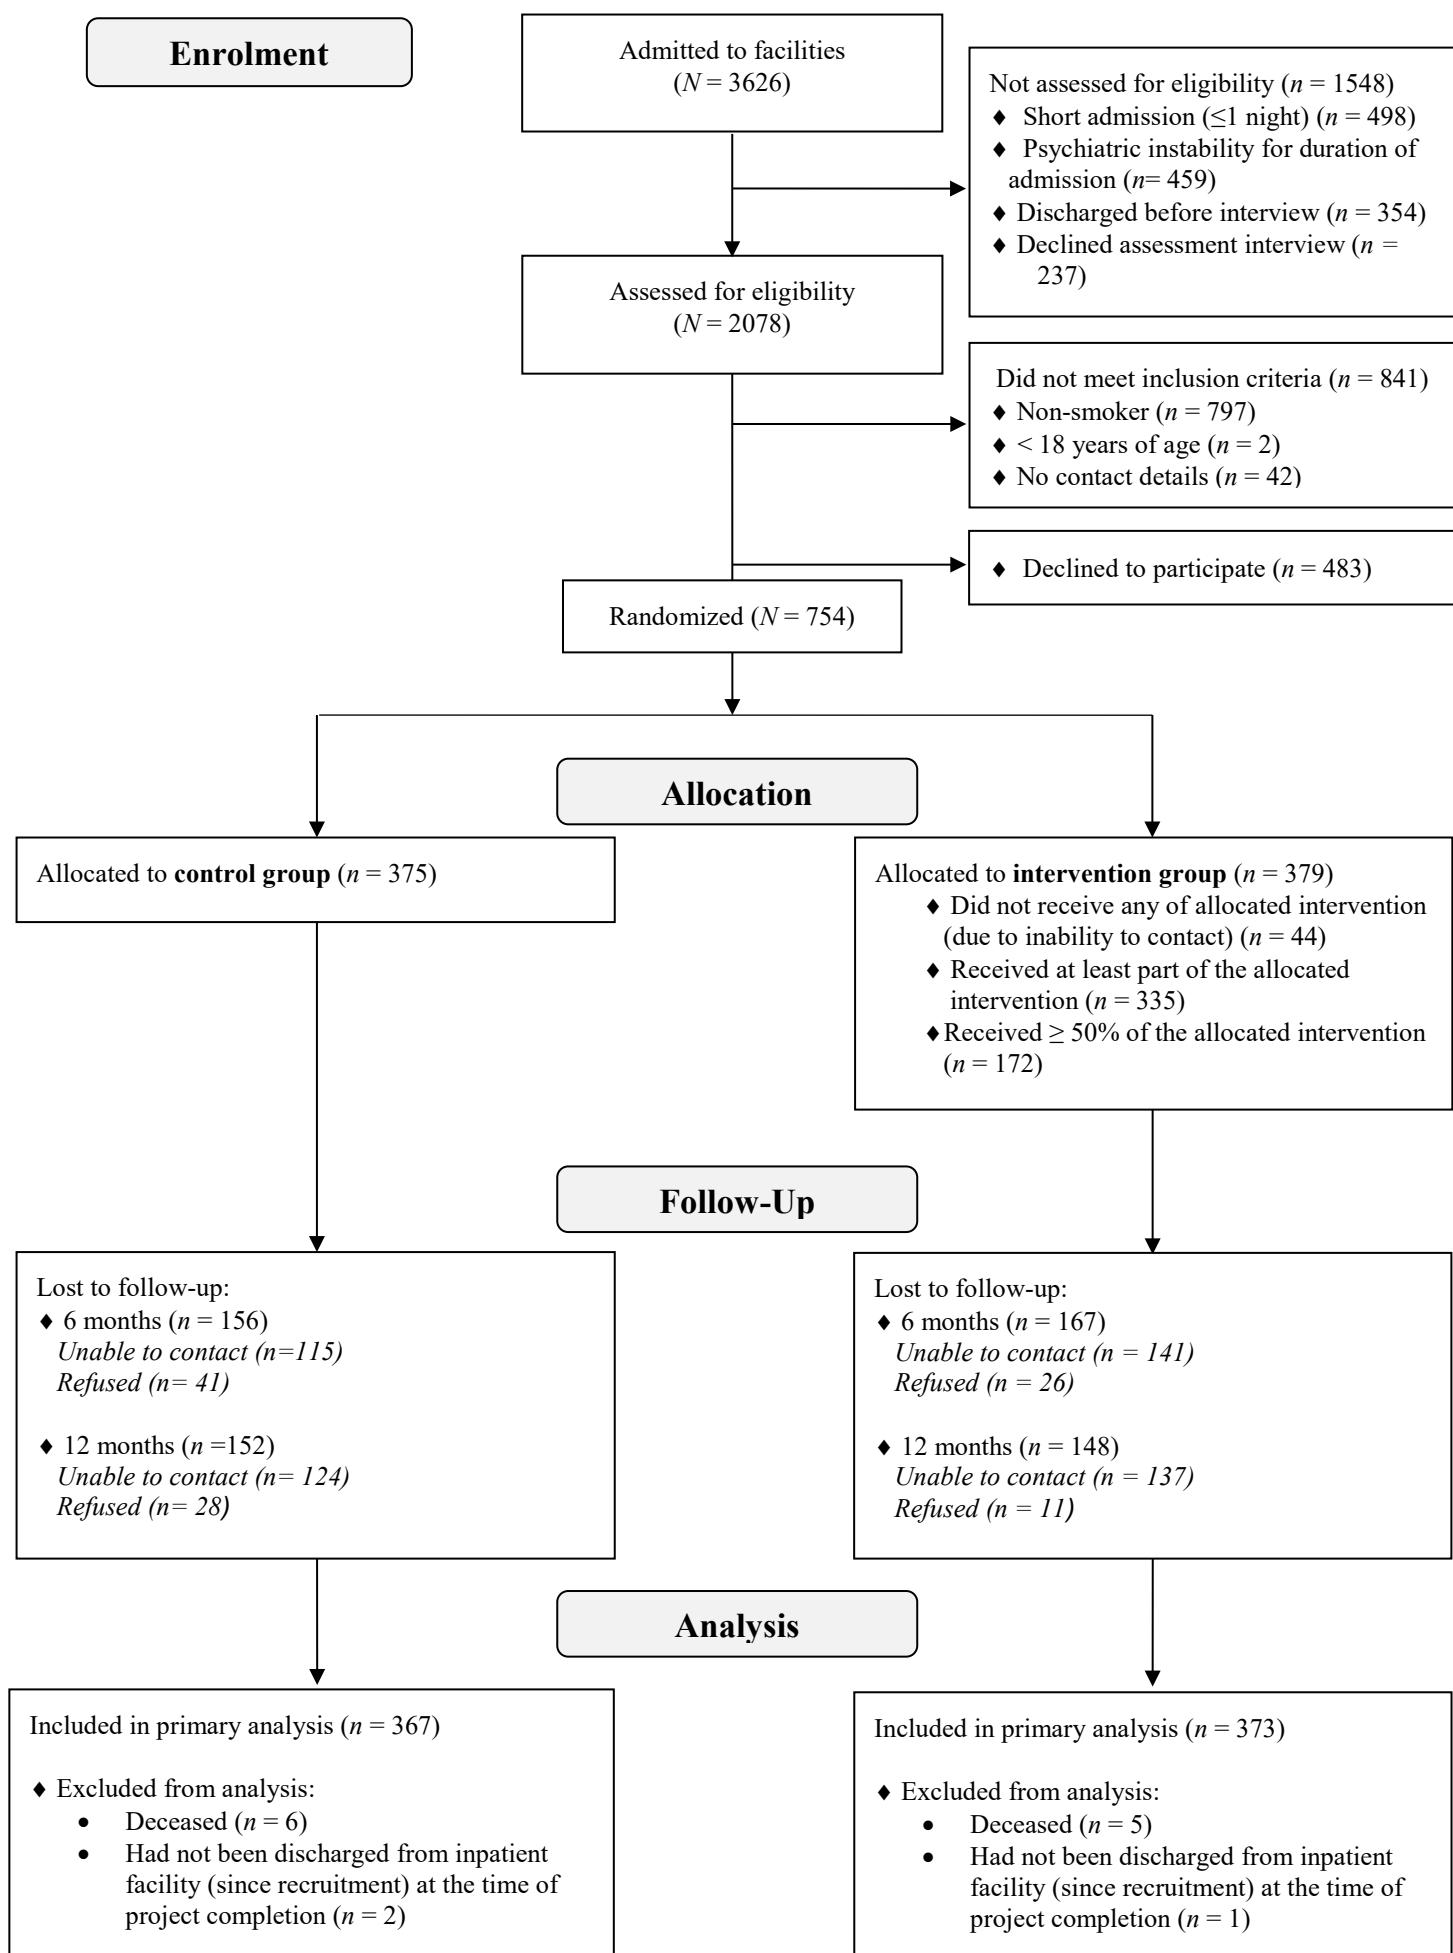 Enrolment
Admitted to facilities
(N = 3626)
Not assessed for eligibility (n = 1548)
♦ Short admission (≤1 night) (n = 498)
♦ Psychiatric instability for duration of
admission (n= 459)
♦ Discharged before interview (n = 354)
♦ Declined assessment interview (n =
237)
Assessed for eligibility
(N = 2078)
Did not meet inclusion criteria (n = 841)
♦ Non-smoker (n = 797)
♦ < 18 years of age (n = 2)
♦ No contact details (n = 42)
♦ Declined to participate (n = 483)
Randomized (N = 754)
Allocation
Allocated to control group (n = 375)
Allocated to intervention group (n = 379)
♦ Did not receive any of allocated intervention
(due to inability to contact) (n = 44)
♦ Received at least part of the allocated
intervention (n = 335)
♦Received ≥ 50% of the allocated intervention
(n = 172)
Follow-Up
Lost to follow-up:
♦ 6 months (n = 156)
Unable to contact (n=115)
Refused (n= 41)
♦ 12 months (n =152)
Unable to contact (n= 124)
Refused (n= 28)
Lost to follow-up:
♦ 6 months (n = 167)
Unable to contact (n = 141)
Refused (n = 26)
♦ 12 months (n = 148)
Unable to contact (n = 137)
Refused (n = 11)
Analysis
Included in primary analysis (n = 367)
♦ Excluded from analysis:
• Deceased (n = 6)
• Had not been discharged from inpatient
facility (since recruitment) at the time of
project completion (n = 2)
Included in primary analysis (n = 373)
♦ Excluded from analysis:
• Deceased (n = 5)
• Had not been discharged from inpatient
facility (since recruitment) at the time of
project completion (n = 1)